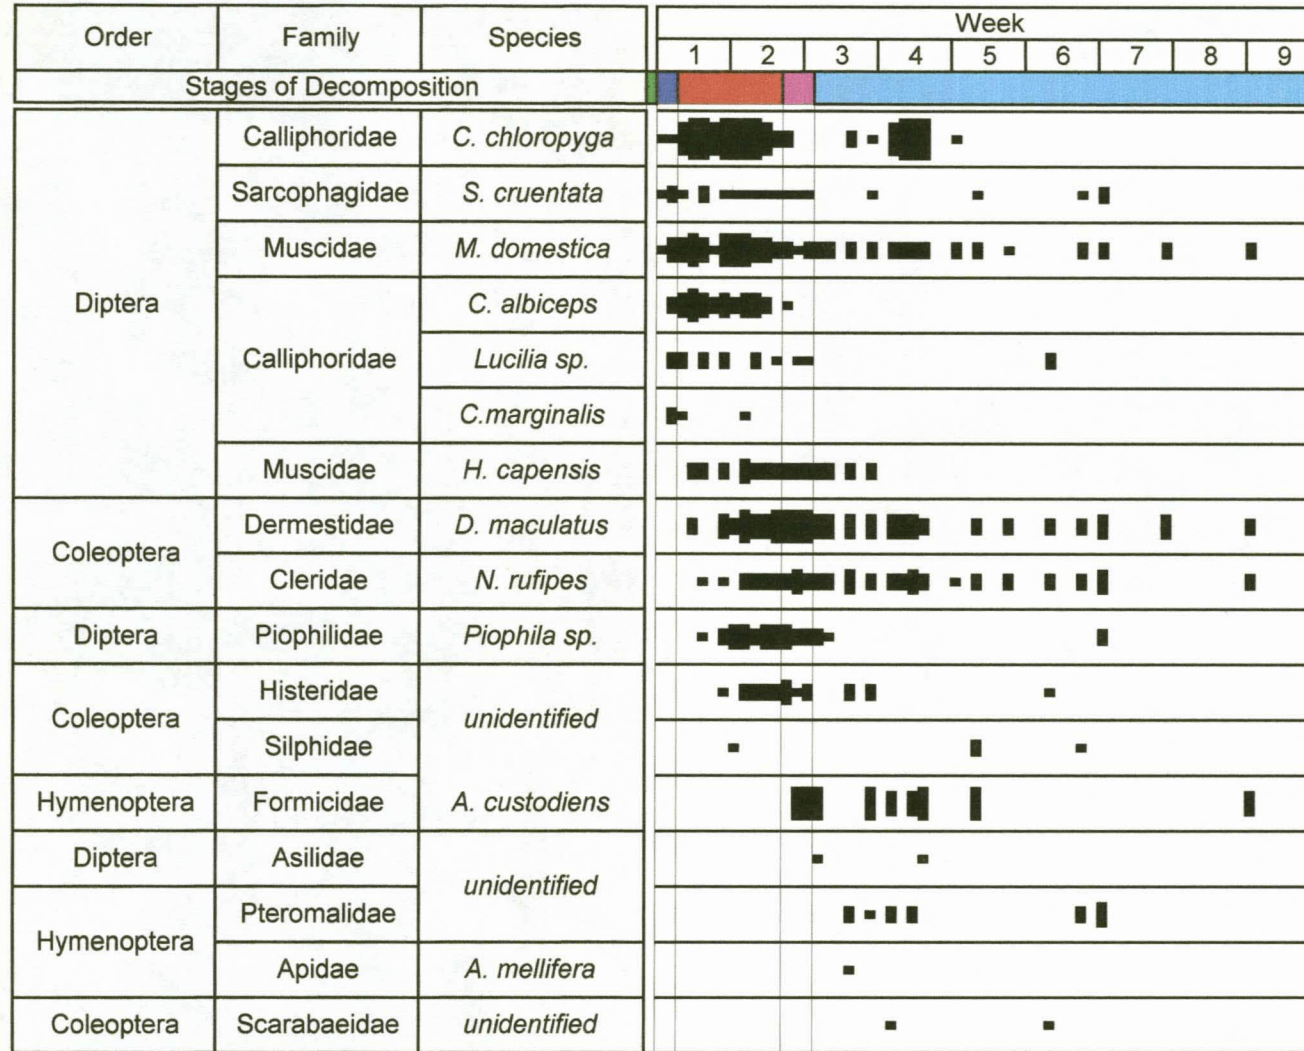 Order Family Species Week
1 2 3 4 5 6 7 8 9
Stages of Decomposition
Calliphoridae C. chloropyga
Sarcophagidae S. cruentata
Muscidae M. domestica
Diptera
C. albiceps
Calliphoridae Lucilia sp.
C.marginalis
Muscidae H. capensis
Coleoptera
Dermestidae D. maculatus
Cleridae N. rufipes
Diptera Piophilidae Piophila sp.
Coleoptera
Histeridae
unidentified
Silphidae
Hymenoptera Formicidae A. custodiens
Diptera Asilidae
unidentified
Pteromalidae
Hymenoptera
Apidae A. mellifera
Coleoptera Scarabaeidae unidentified